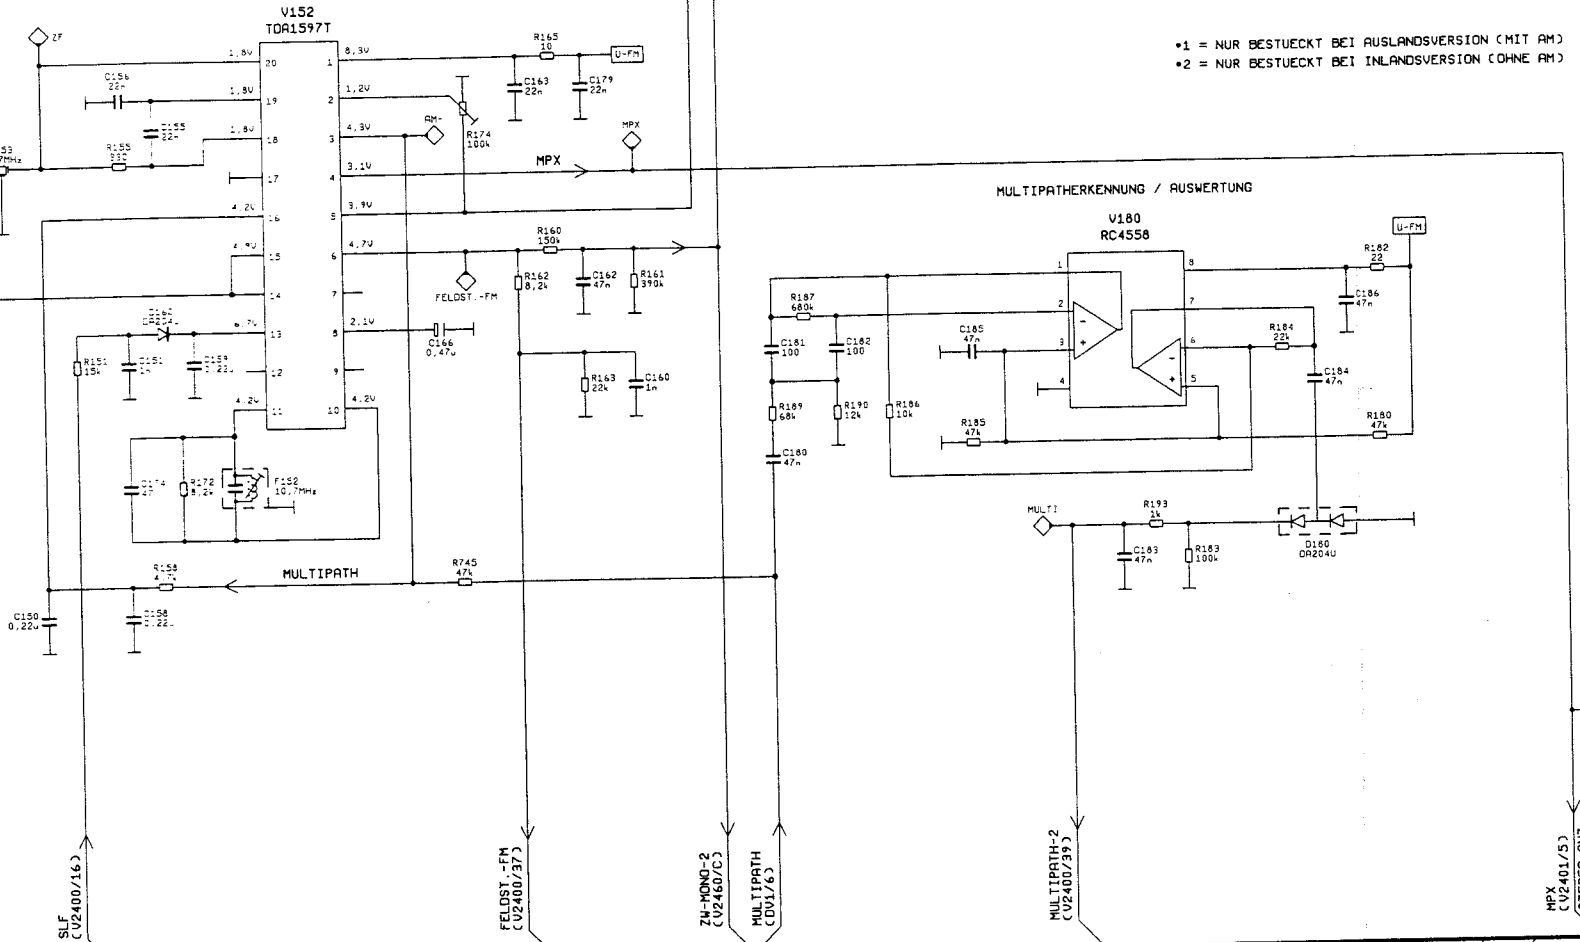 V152
TDA1597T
ZF
1,8V
20
1,8V
19
1,8V
18
17
4.2V
16
15
14
13
12
4.2V
11
8,3V
1
1,2V
2
4,3V
3
3.1V
4
3.9V
5
4,7V
6
7
2,1V
8
9
4.2V
10
C156
22n
R155
R165
10
U-FM
C163
22n
C179
22n
R174
100k
AM-
MPX
MPX
R160
150k
R162
8,2k
C162
47n
R161
390k
FELDST.-FM
C166
0,47u
R163
22k
C160
1n
R151
15k
C151
1n
R172
8,2k
F152
10,7MHz
R158
4.7k
MULTIPATH
R745
47k
C150
0,22u
C158
*1 = NUR BESTUECKT BEI AUSLANDSVERSION (MIT AM)
*2 = NUR BESTUECKT BEI INLANDSVERSION (OHNE AM)
MULTIPATHERKENNUNG / AUSWERTUNG
V180
RC4558
U-FM
1
2
3
4
8
7
6
5
R182
22
C186
47n
R187
680k
C181
100
C182
100
C185
47n
R184
22k
C184
47n
R189
68k
R190
12k
R186
10k
R185
47k
R180
47k
C180
47n
MULTI
R193
1k
C183
47n
R183
100k
D180
DA204U
SLF
(V2400/16)
FELDST.-FM
(V2400/37)
ZW-MONO-2
(V2460/C)
MULTIPATH
(DV1/6)
MULTIPATH-2
(V2400/39)
MPX
(V2401/5)